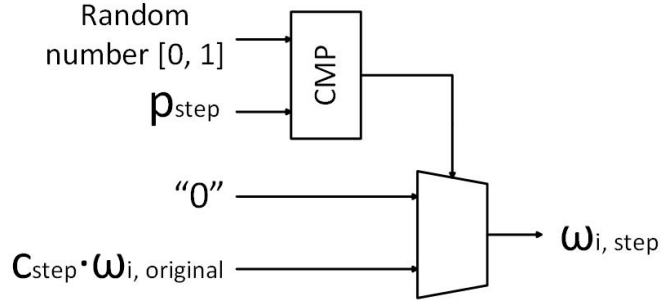 Random
number [0, 1]
CMP
pstep
“0”
ωi, step
cstep·ωi, original